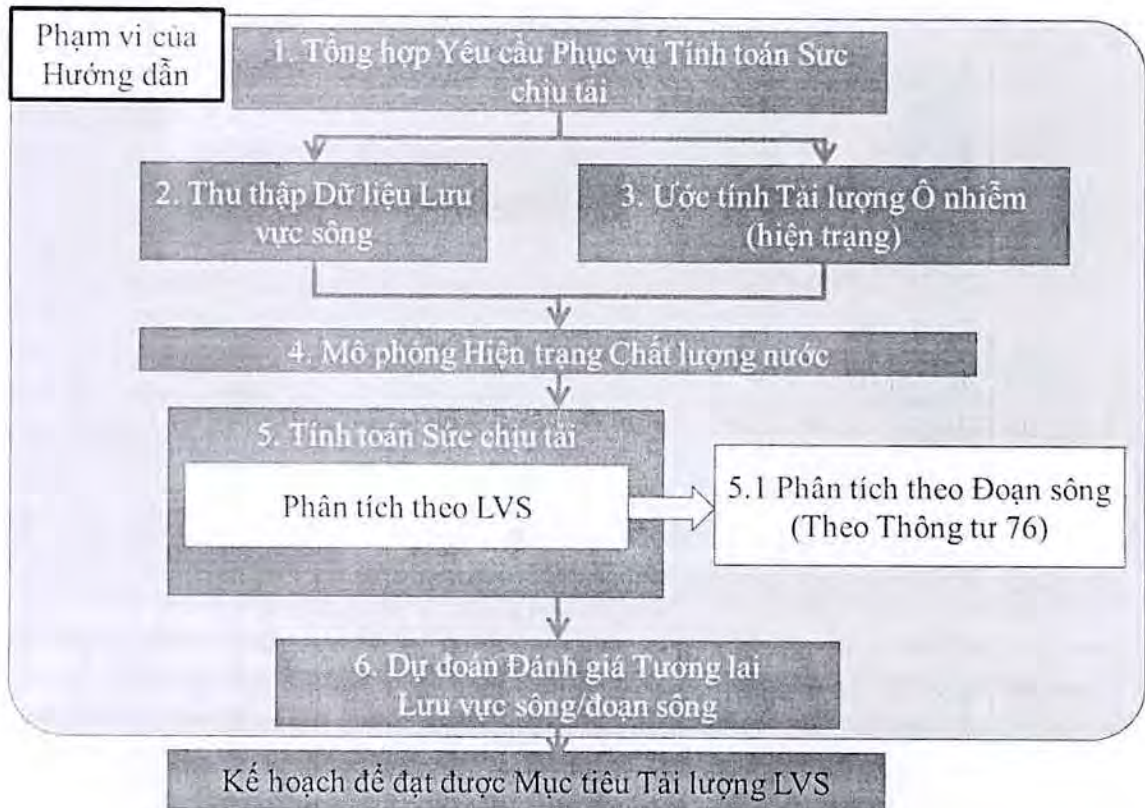 Phạm vi của
Hướng dẫn
1. Tổng hợp Yêu cầu Phục vụ Tính toán Sức
chịu tải
2. Thu thập Dữ liệu Lưu
vực sông
3. Ước tính Tải lượng Ô nhiễm
(hiện trạng)
4. Mô phỏng Hiện trạng Chất lượng nước
5. Tính toán Sức chịu tải
Phân tích theo LVS
5.1 Phân tích theo Đoạn sông
(Theo Thông tư 76)
6. Dự đoán Đánh giá Tương lai
Lưu vực sông/đoạn sông
Kế hoạch để đạt được Mục tiêu Tải lượng LVS